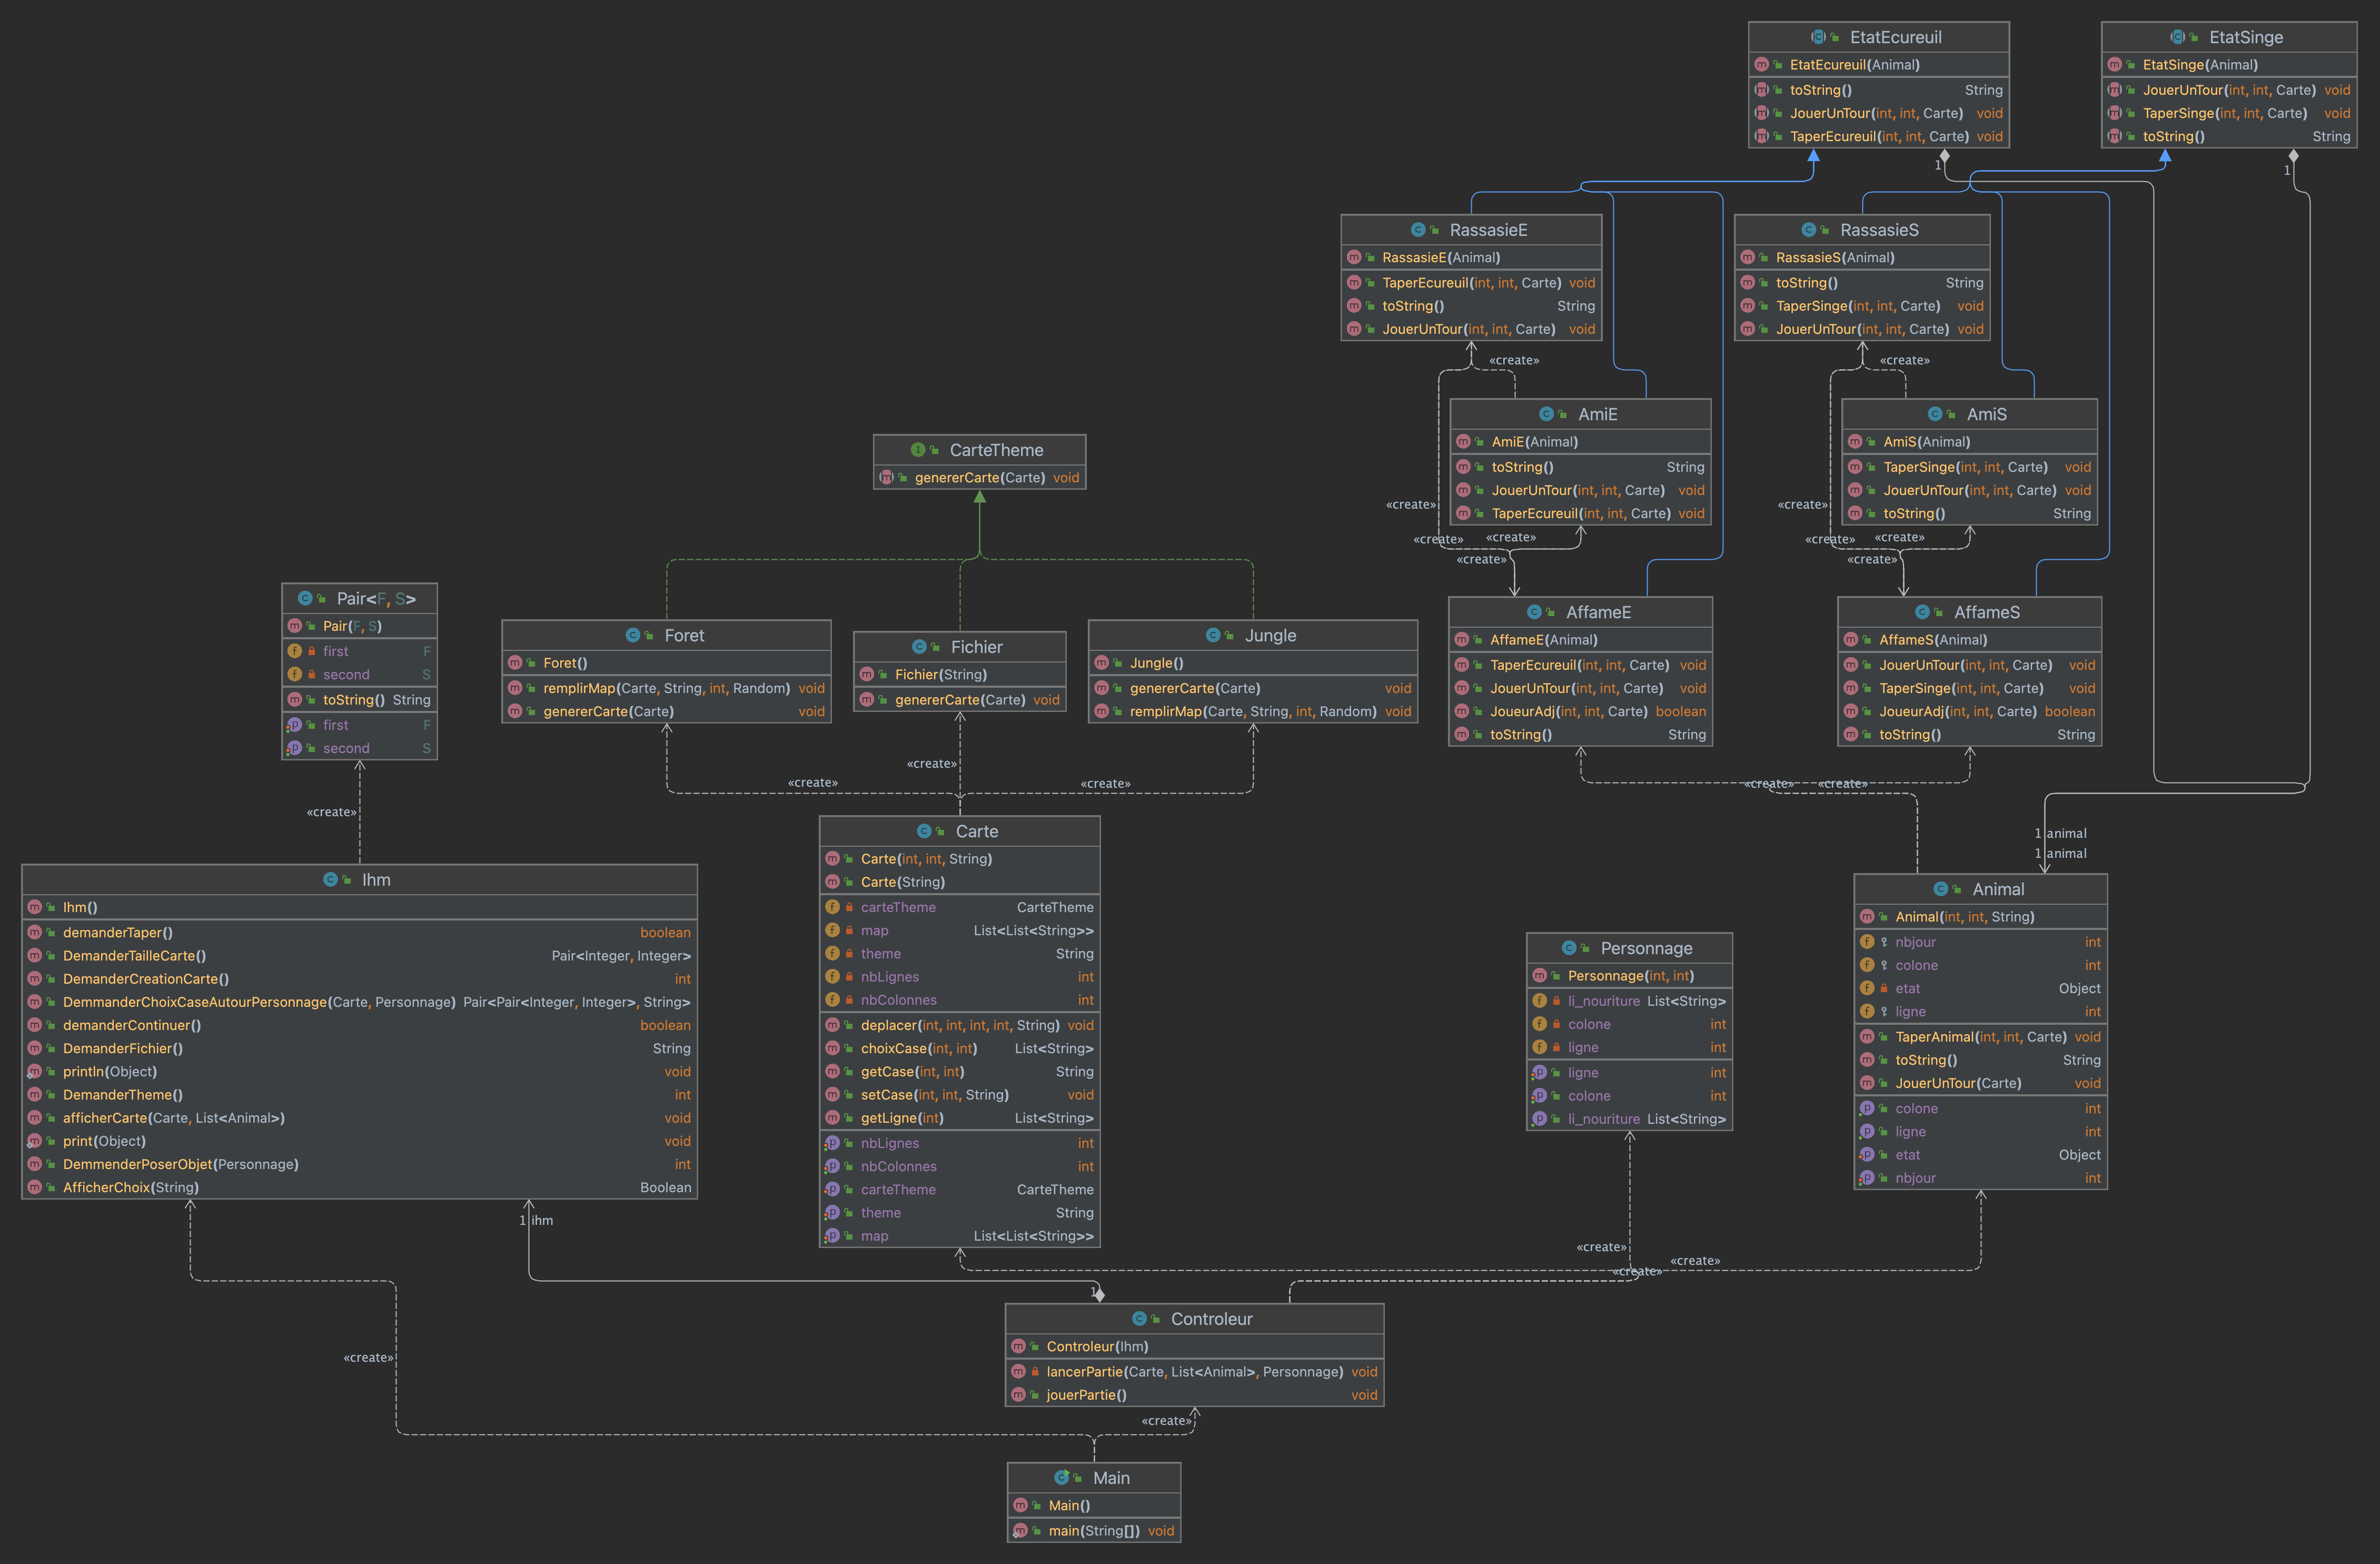 EtatEcureuil
EtatEcureuil(Animal)
toString() String
JouerUnTour(int, int, Carte) void
TaperEcureuil(int, int, Carte) void
1
EtatSinge
EtatSinge(Animal)
JouerUnTour(int, int, Carte) void
TaperSinge(int, int, Carte) void
toString() String
1
RassasieE
RassasieE(Animal)
TaperEcureuil(int, int, Carte) void
toString() String
JouerUnTour(int, int, Carte) void
«create»
RassasieS
RassasieS(Animal)
toString() String
TaperSinge(int, int, Carte) void
JouerUnTour(int, int, Carte) void
«create»
AmiE
AmiE(Animal)
toString() String
JouerUnTour(int, int, Carte) void
TaperEcureuil(int, int, Carte) void
«create»
«create»
«create»
«create»
AmiS
AmiS(Animal)
TaperSinge(int, int, Carte) void
JouerUnTour(int, int, Carte) void
toString() String
«create»
«create»
«create»
«create»
CarteTheme
genererCarte(Carte) void
Pair<F, S>
Pair(F, S)
first F
second S
toString() String
first F
second S
«create»
Foret
Foret()
remplirMap(Carte, String, int, Random) void
genererCarte(Carte) void
Fichier
Fichier(String)
genererCarte(Carte) void
Jungle
Jungle()
genererCarte(Carte) void
remplirMap(Carte, String, int, Random) void
«create»
«create»
«create»
AffameE
AffameE(Animal)
TaperEcureuil(int, int, Carte) void
JouerUnTour(int, int, Carte) void
JoueurAdj(int, int, Carte) boolean
toString() String
AffameS
AffameS(Animal)
JouerUnTour(int, int, Carte) void
TaperSinge(int, int, Carte) void
JoueurAdj(int, int, Carte) boolean
toString() String
«create»
«create»
1 animal
1 animal
Ihm
Ihm()
demanderTaper() boolean
DemanderTailleCarte() Pair<Integer, Integer>
DemanderCreationCarte() int
DemmanderChoixCaseAutourPersonnage(Carte, Personnage) Pair<Pair<Integer, Integer>, String>
demanderContinuer() boolean
DemanderFichier() String
println(Object) void
DemanderTheme() int
afficherCarte(Carte, List<Animal>) void
print(Object) void
DemmenderPoserObjet(Personnage) int
AfficherChoix(String) Boolean
1 ihm
Carte
Carte(int, int, String)
Carte(String)
carteTheme CarteTheme
map List<List<String>>
theme String
nbLignes int
nbColonnes int
deplacer(int, int, int, int, String) void
choixCase(int, int) List<String>
getCase(int, int) String
setCase(int, int, String) void
getLigne(int) List<String>
nbLignes int
nbColonnes int
carteTheme CarteTheme
theme String
map List<List<String>>
Personnage
Personnage(int, int)
li_nouriture List<String>
colone int
ligne int
ligne int
colone int
li_nouriture List<String>
Animal
Animal(int, int, String)
nbjour int
colone int
etat Object
ligne int
TaperAnimal(int, int, Carte) void
toString() String
JouerUnTour(Carte) void
colone int
ligne int
etat Object
nbjour int
«create»
«create»
«create»
1
Controleur
Controleur(Ihm)
lancerPartie(Carte, List<Animal>, Personnage) void
jouerPartie() void
«create»
«create»
Main
Main()
main(String[]) void